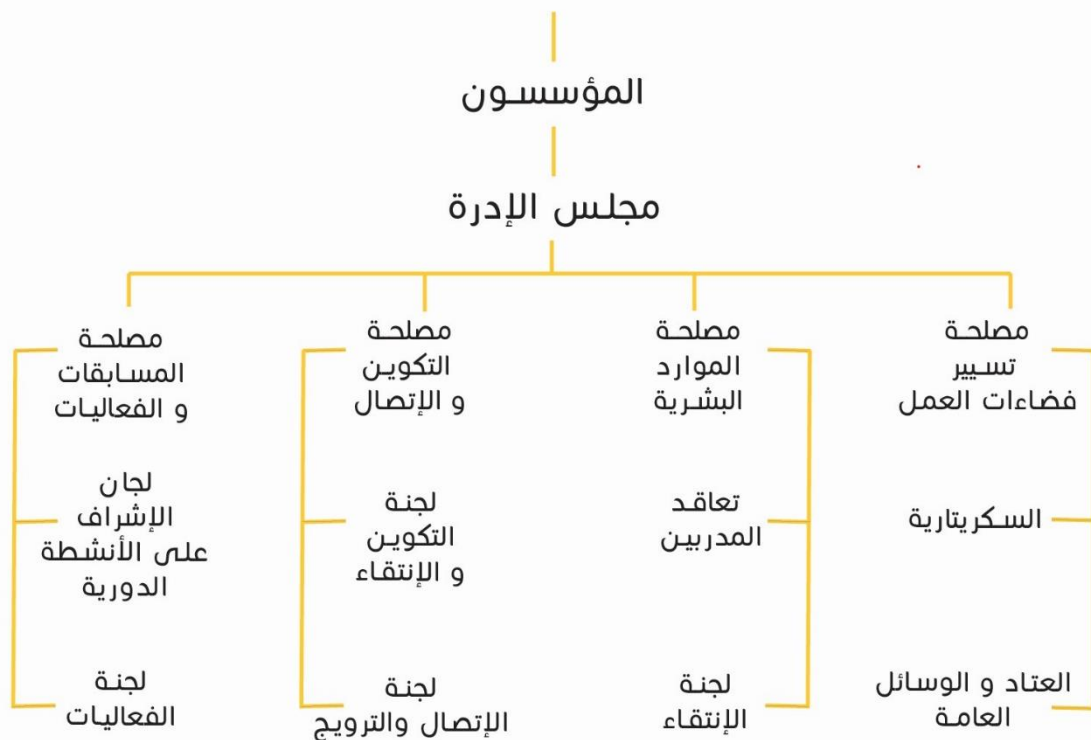 المؤسسون
مجلس الإدرة
مصلحة
تسيير
فضاءات العمل
السكريتارية
العتاد و الوسائل
العامة
مصلحة
الموارد
البشرية
تعاقد
المدربين
لجنة
الإنتقاء
مصلحة
التكوين
و الإتصال
لجنة
التكوين
و الإنتقاء
لجنة
الإتصال والترويج
مصلحة
المسابقات
و الفعاليات
لجان
الإشراف
على الأنشطة
الدورية
لجنة
الفعاليات